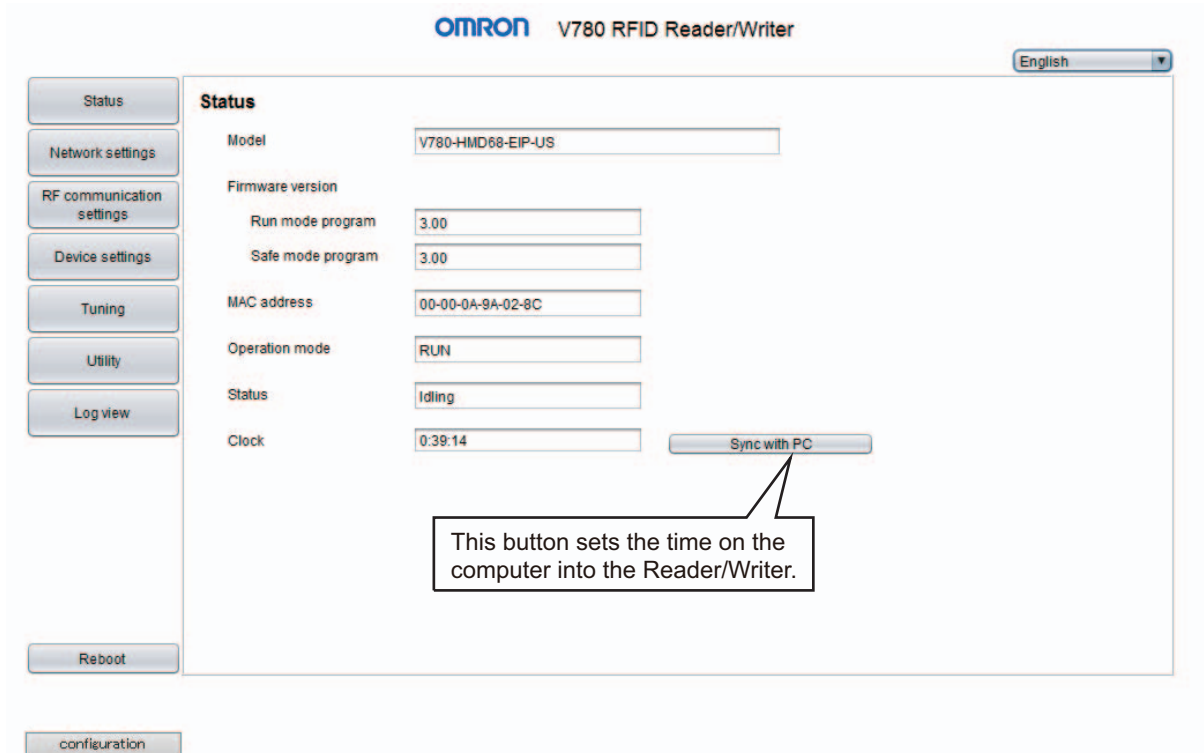 OMRON V780 RFID Reader/Writer
English
Status
Network settings
RF communication
settings
Device settings
Tuning
Utility
Log view
Reboot
configuration
Status
Model V780-HMD68-EIP-US
Firmware version
Run mode program 3.00
Safe mode program 3.00
MAC address 00-00-0A-9A-02-8C
Operation mode RUN
Status Idling
Clock 0:39:14 Sync with PC
This button sets the time on the
computer into the Reader/Writer.